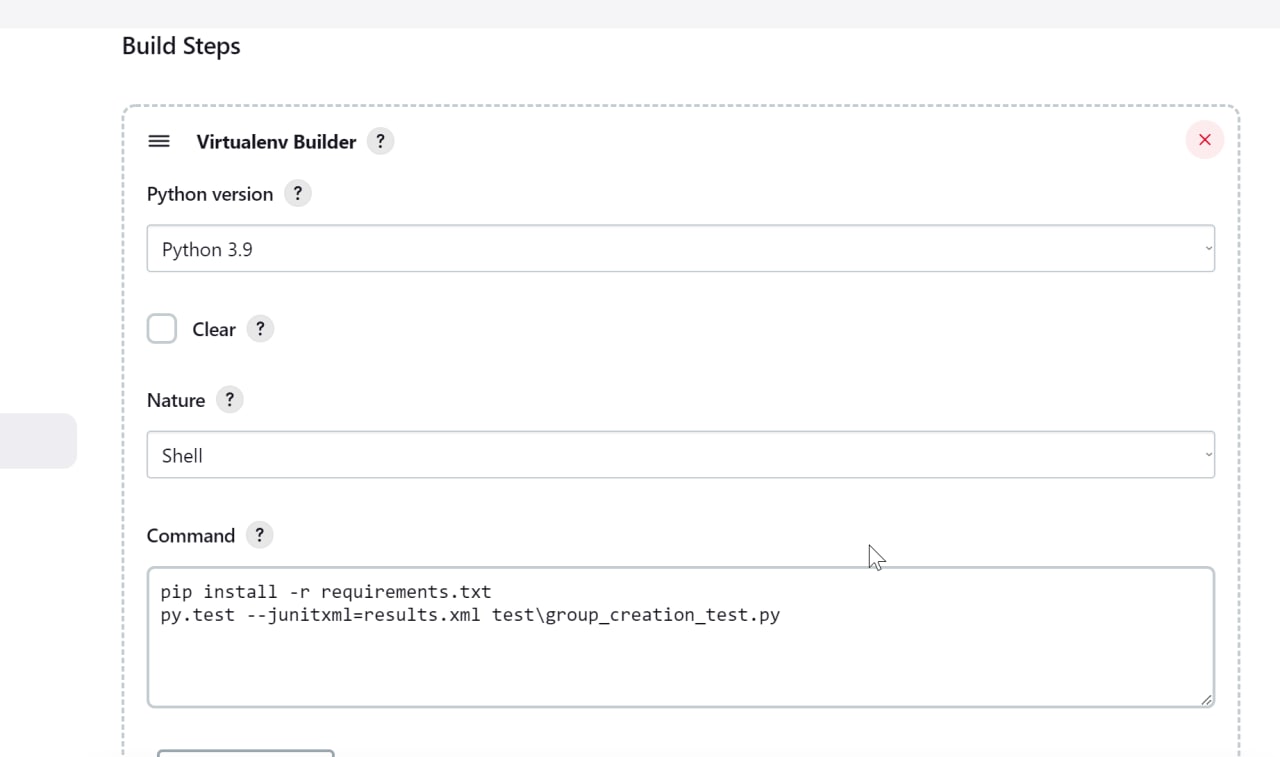 Build Steps
Virtualenv Builder ?
Python version ?
Python 3.9
Clear ?
Nature ?
Shell
Command ?
pip install -r requirements.txt
py.test --junitxml=results.xml test\group_creation_test.py